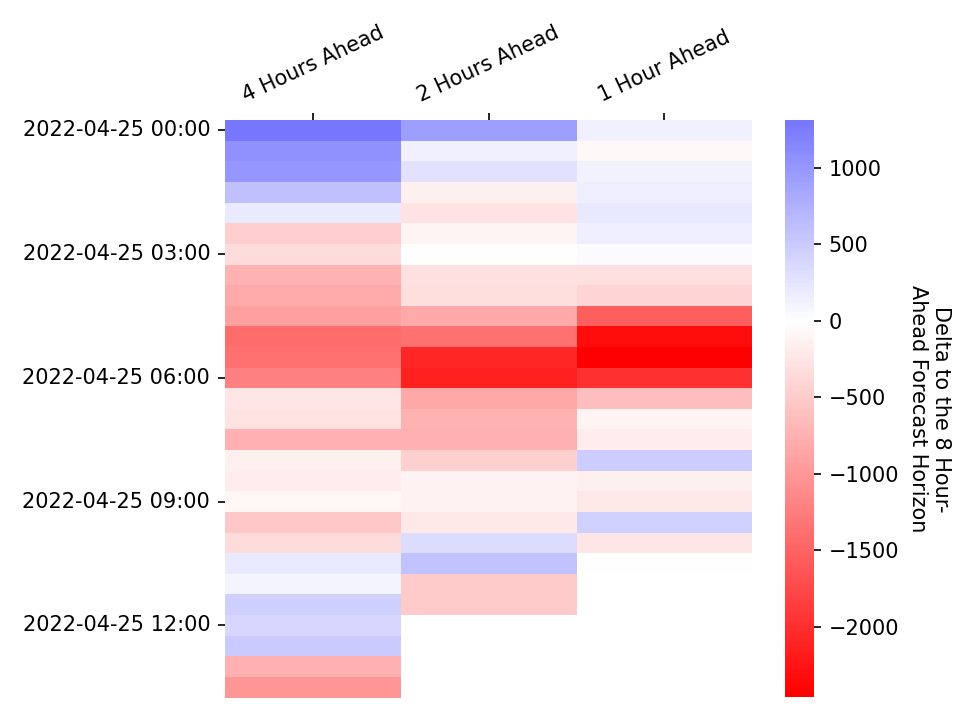 4 Hours Ahead
2 Hours Ahead
1 Hour Ahead
2022-04-25 00:00
2022-04-25 03:00
2022-04-25 06:00
2022-04-25 09:00
2022-04-25 12:00
1000
500
0
−500
−1000
−1500
−2000
Delta to the 8 Hour-
Ahead Forecast Horizon